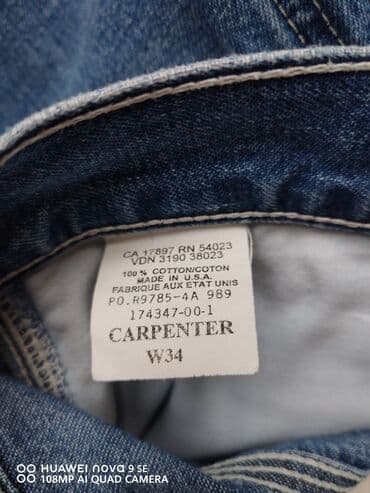 CA 17897 RN 54023
VDN 3190 38023
100% COTTON/COTON
MADE IN U.S.A.
FABRIQUE AUX ETAT UNIS
PO.R9785-4A 989
174347-00-1
CARPENTER
W34
HUAWEI nova 9 SE
108MP AI QUAD CAMERA